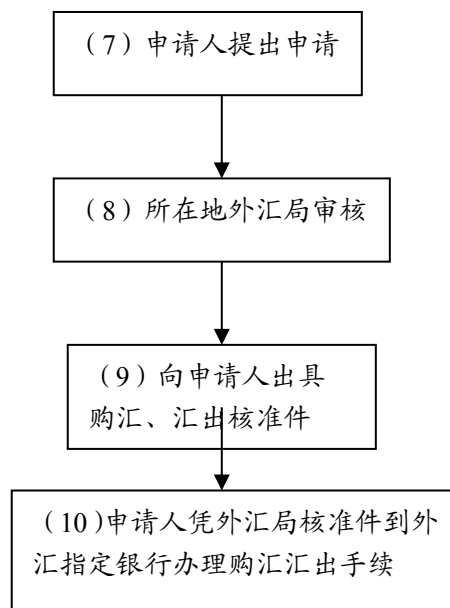 （7）申请人提出申请
（8）所在地外汇局审核
（9）向申请人出具
购汇、汇出核准件
（10）申请人凭外汇局核准件到外
汇指定银行办理购汇汇出手续